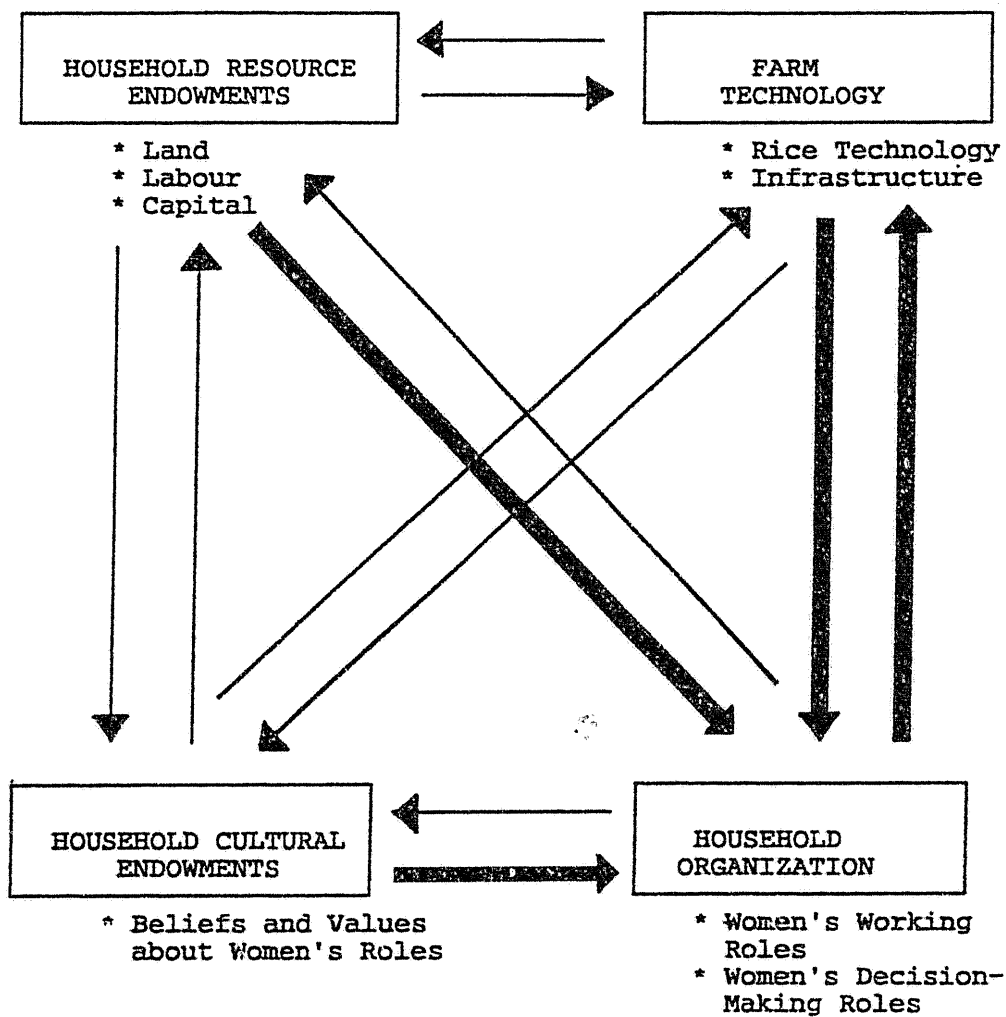 HOUSEHOLD RESOURCE
ENDOWMENTS
* Land
* Labour
* Capital
FARM
TECHNOLOGY
* Rice Technology
* Infrastructure
HOUSEHOLD CULTURAL
ENDOWMENTS
* Beliefs and Values
about Women's Roles
HOUSEHOLD
ORGANIZATION
* Women's Working
Roles
* Women's Decision-
Making Roles